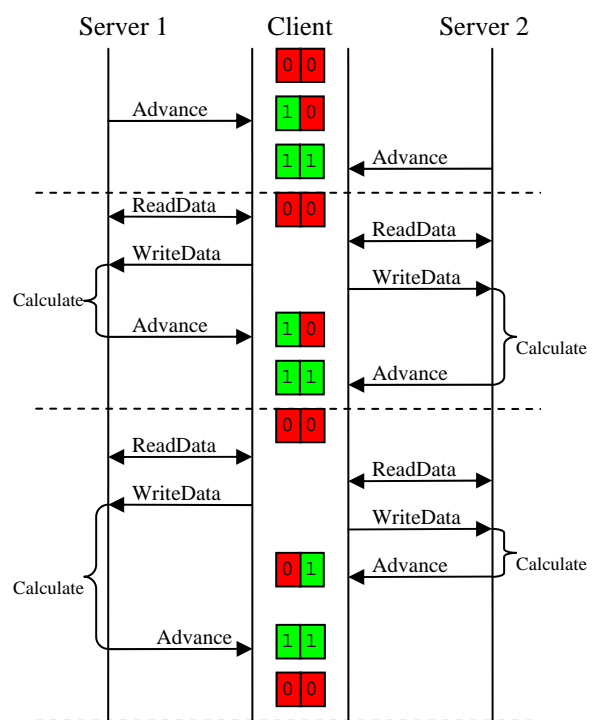 Server 1 Client Server 2
0 0
Advance 1 0
1 1 Advance
ReadData 0 0
ReadData
WriteData
WriteData
Calculate
Advance 1 0
Calculate
1 1 Advance
0 0
ReadData
ReadData
WriteData
WriteData
Calculate
0 1 Advance
Calculate
Advance 1 1
0 0